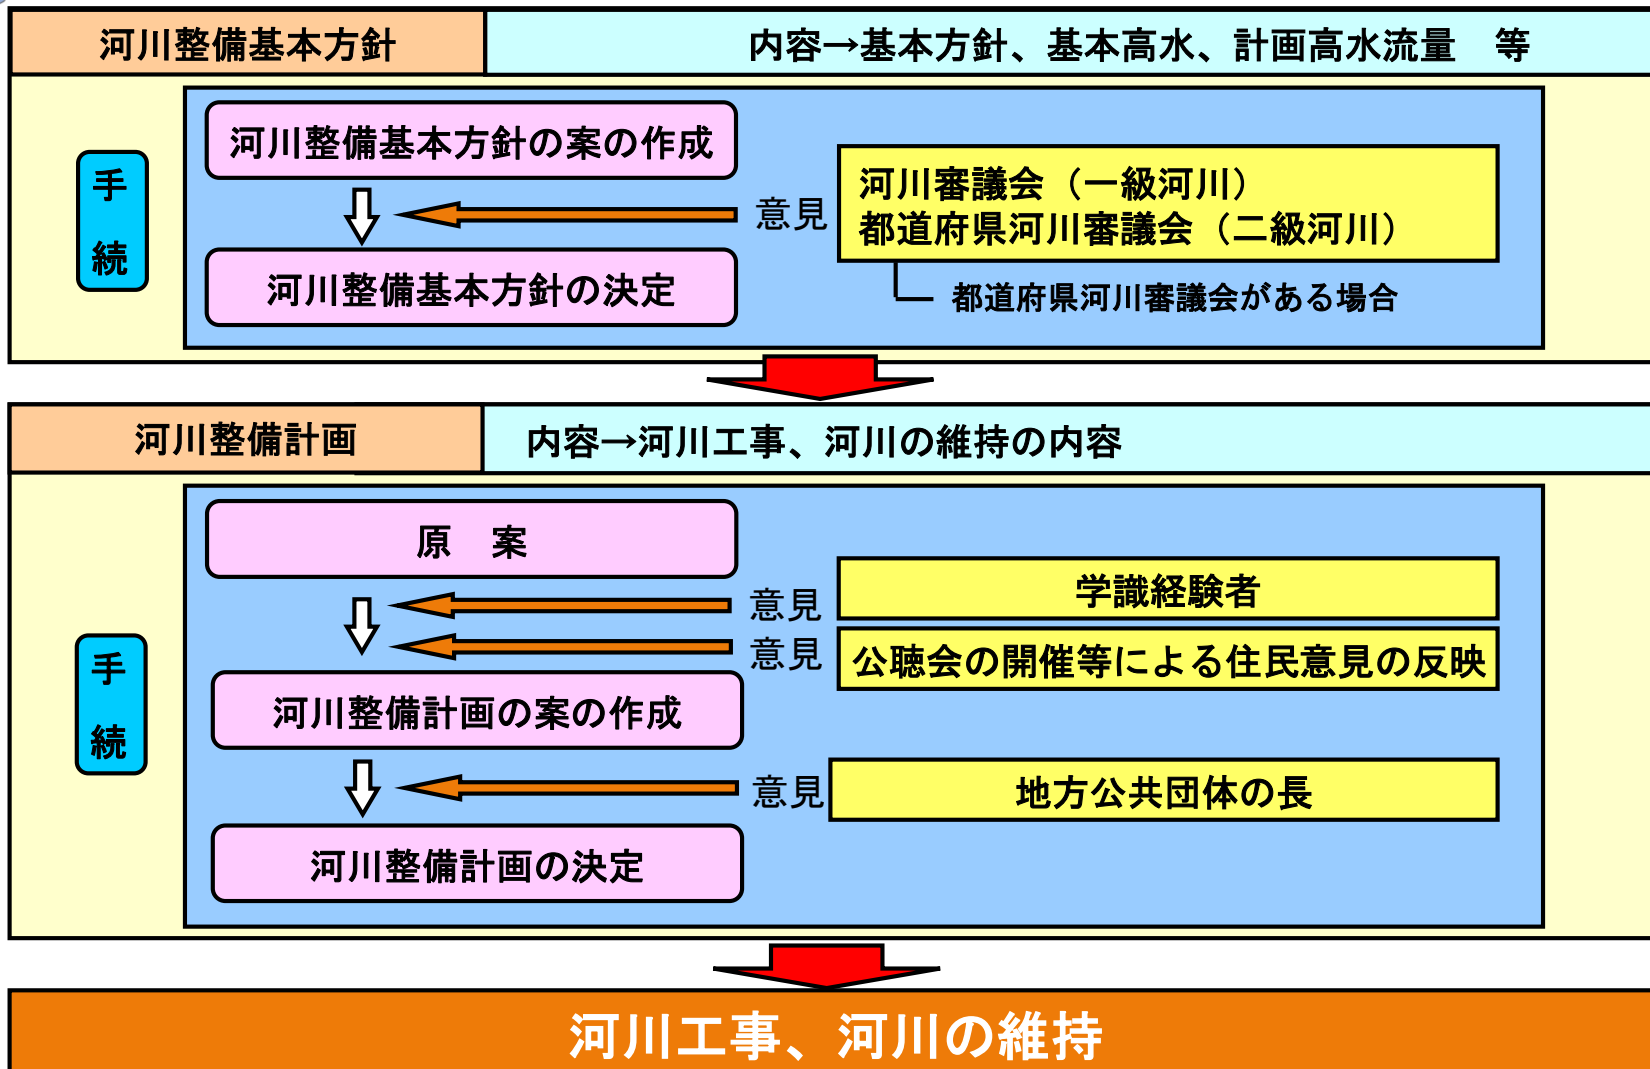 河川整備基本方針
内容→基本方針、基本高水、計画高水流量　等
手続
河川整備基本方針の案の作成
意見
河川審議会（一級河川）
都道府県河川審議会（二級河川）
都道府県河川審議会がある場合
河川整備基本方針の決定
河川整備計画
内容→河川工事、河川の維持の内容
手続
原　案
意見
学識経験者
意見
公聴会の開催等による住民意見の反映
河川整備計画の案の作成
意見
地方公共団体の長
河川整備計画の決定
河川工事、河川の維持